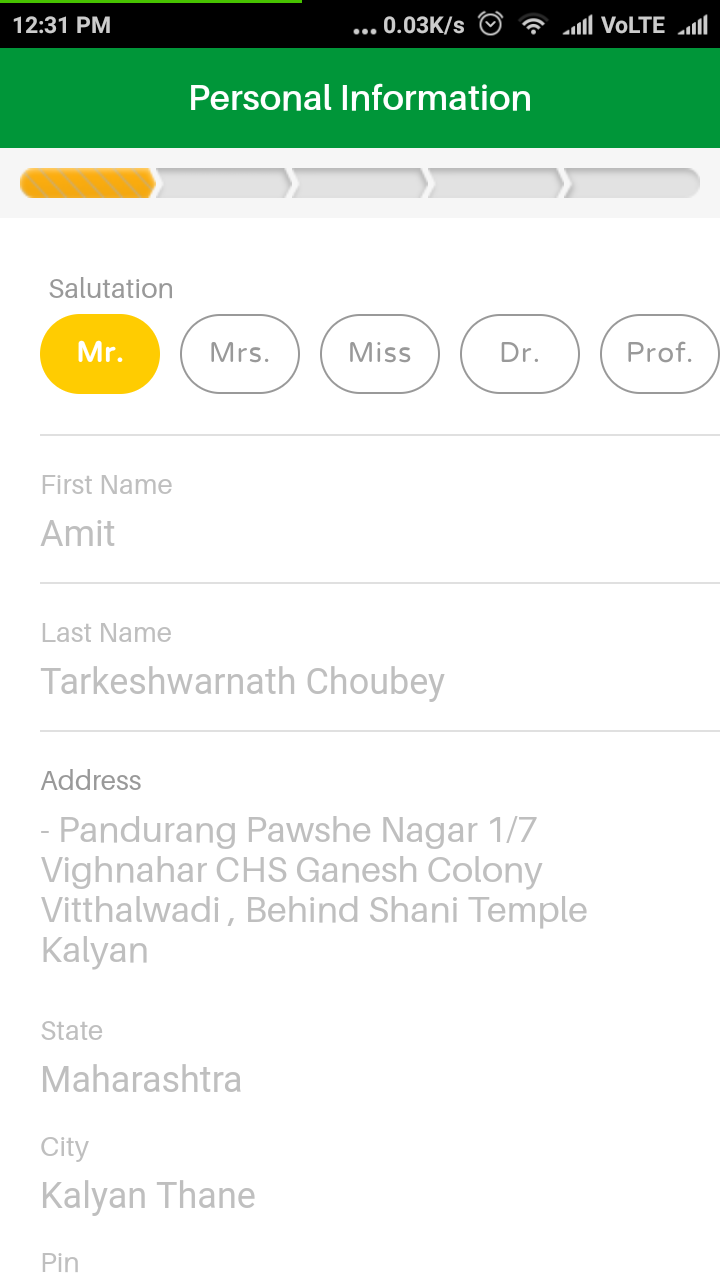 12:31 PM ... 0.03K/s VoLTE
Personal Information
Salutation
Mr. Mrs. Miss Dr. Prof.
First Name
Amit
Last Name
Tarkeshwarnath Choubey
Address
- Pandurang Pawshe Nagar 1/7
Vighnahar CHS Ganesh Colony
Vitthalwadi , Behind Shani Temple
Kalyan
State
Maharashtra
City
Kalyan Thane
Pin